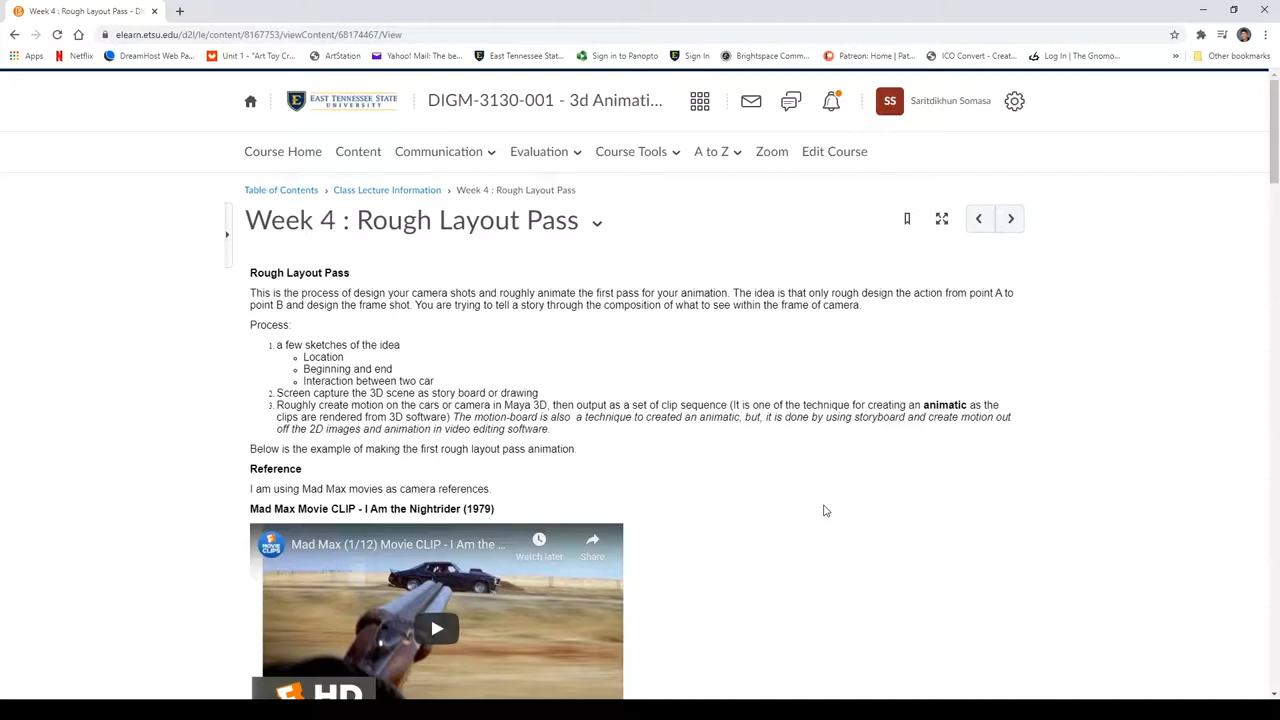 Week 4 : Rough Layout Pass - DI
elearn.etsu.edu/d2l/le/content/8167753/viewContent/68174467/View
Apps Netflix DreamHost Web Pa... Unit 1 - "Art Toy Cr... ArtStation Yahoo! Mail: The be... East Tennessee Stat... Sign in to Panopto Sign In Brightspace Comm... Patreon: Home | Pat... ICO Convert - Creat... Log In | The Gnomo... » Other bookmarks
EAST TENNESSEE STATE
UNIVERSITY
DIGM-3130-001 - 3d Animati... SS Saritdikhun Somasa
Course Home Content Communication Evaluation Course Tools A to Z Zoom Edit Course
Table of Contents › Class Lecture Information › Week 4 : Rough Layout Pass
Week 4 : Rough Layout Pass
Rough Layout Pass
This is the process of design your camera shots and roughly animate the first pass for your animation. The idea is that only rough design the action from point A to
point B and design the frame shot. You are trying to tell a story through the composition of what to see within the frame of camera.
Process:
1. a few sketches of the idea
Location
Beginning and end
Interaction between two car
2. Screen capture the 3D scene as story board or drawing
3. Roughly create motion on the cars or camera in Maya 3D, then output as a set of clip sequence (It is one of the technique for creating an animatic as the
clips are rendered from 3D software) The motion-board is also a technique to created an animatic, but, it is done by using storyboard and create motion out
off the 2D images and animation in video editing software.
Below is the example of making the first rough layout pass animation.
Reference
I am using Mad Max movies as camera references.
Mad Max Movie CLIP - I Am the Nightrider (1979)
MOVIE CLIPS
Mad Max (1/12) Movie CLIP - I Am the ...
Watch later Share
HD